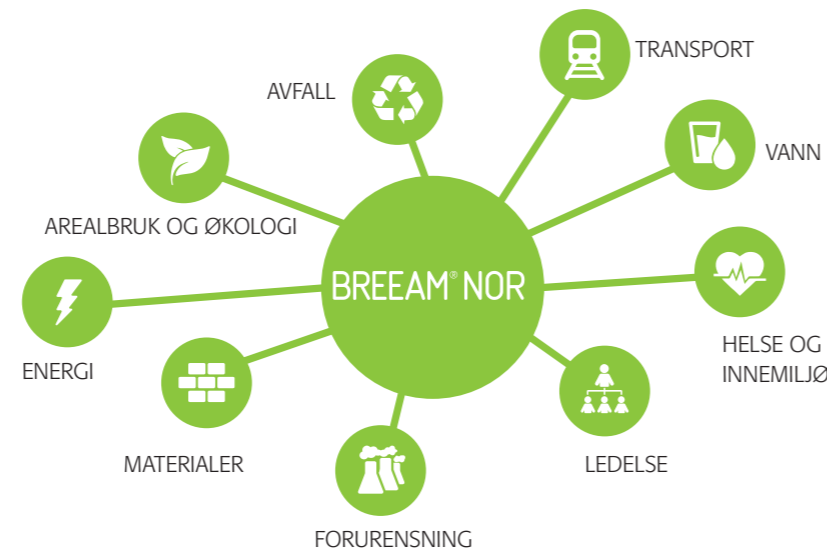 TRANSPORT
AVFALL
VANN
AREALBRUK OG ØKOLOGI
BREEAM® NOR
HELSE OG
INNEMILJØ
ENERGI
MATERIALER
LEDELSE
FORURENSNING